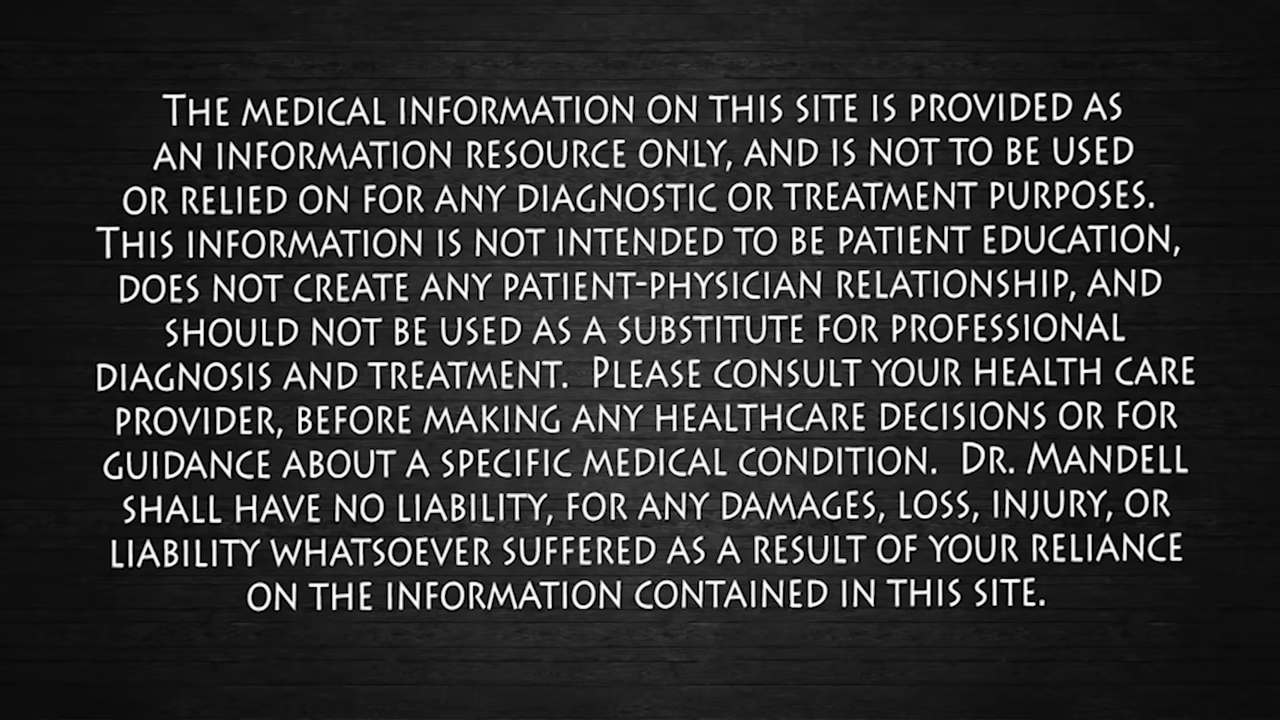 The medical information on this site is provided as
an information resource only, and is not to be used
or relied on for any diagnostic or treatment purposes.
This information is not intended to be patient education,
does not create any patient-physician relationship, and
should not be used as a substitute for professional
diagnosis and treatment.  Please consult your health care
provider, before making any healthcare decisions or for
guidance about a specific medical condition.  Dr. Mandell
shall have no liability, for any damages, loss, injury, or
liability whatsoever suffered as a result of your reliance
on the information contained in this site.